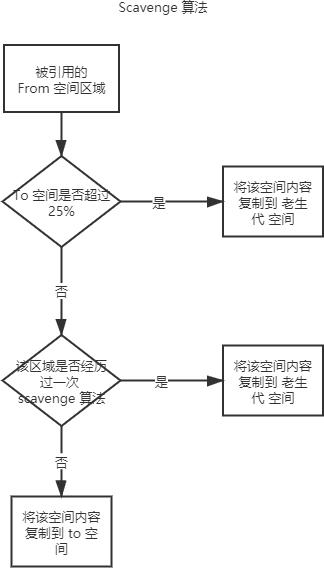 Scavenge 算法
被引用的
From 空间区域
To 空间是否超过
25%
是
将该空间内容
复制到 老生
代 空间
否
该区域是否经历
过一次
scavenge 算法
是
将该空间内容
复制到 老生
代 空间
否
将该空间内容
复制到 to 空
间